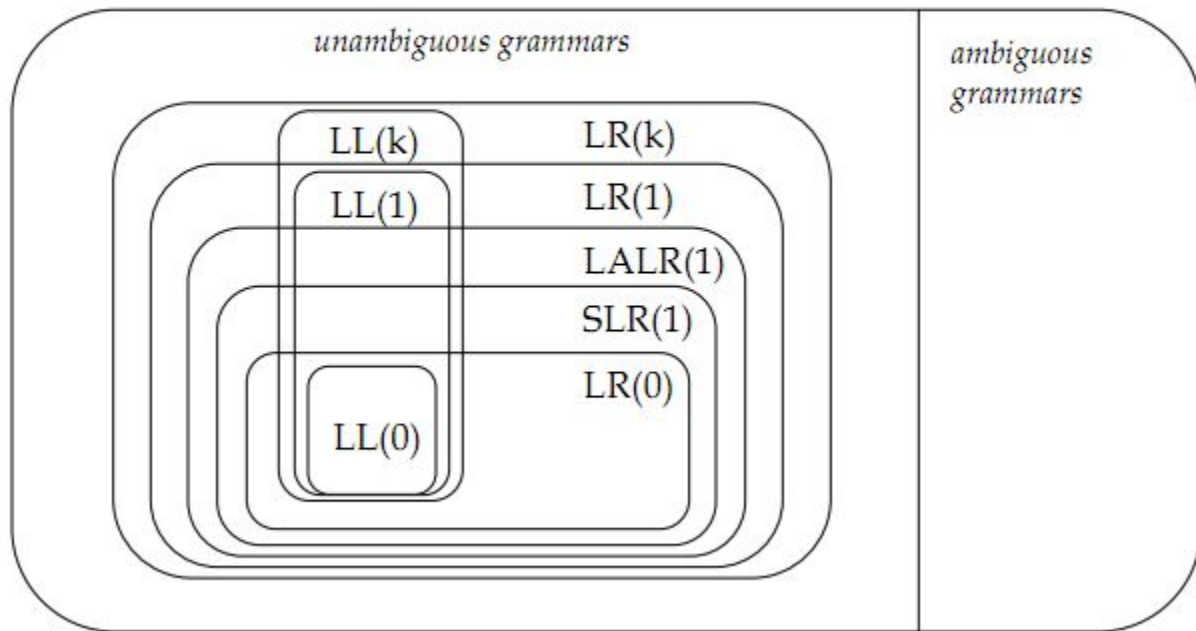 unambiguous grammars
ambiguous
grammars
LL(k)
LR(k)
LL(1)
LR(1)
LALR(1)
SLR(1)
LR(0)
LL(0)